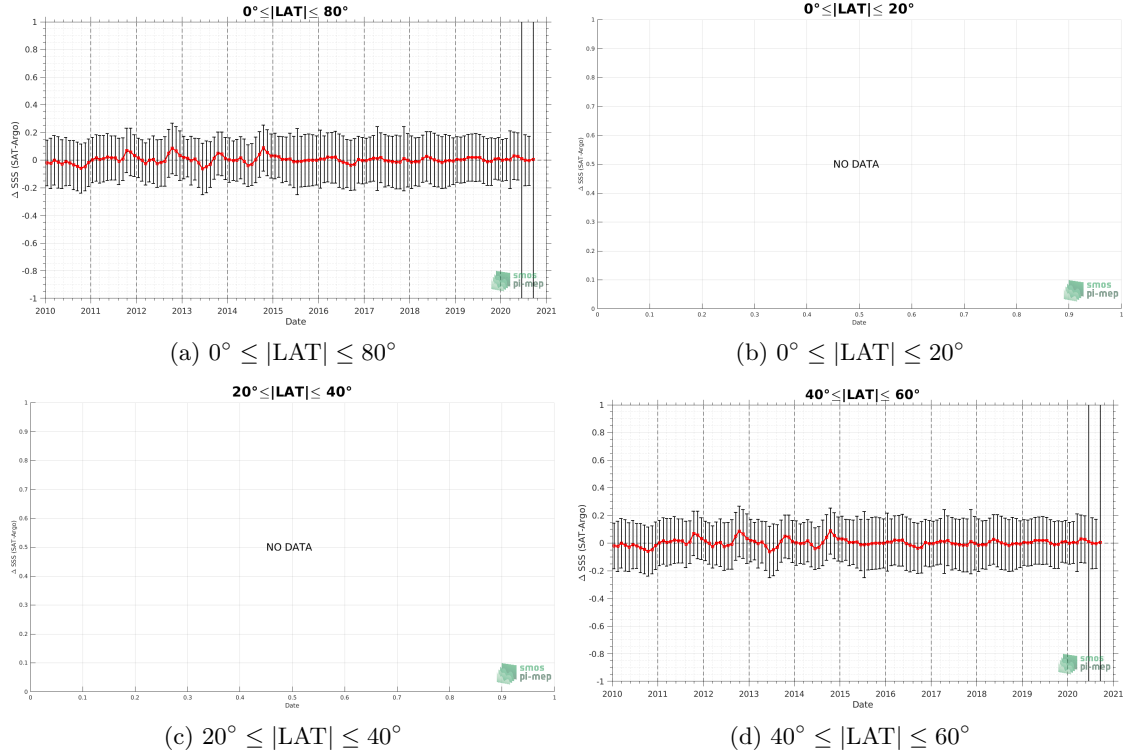 0°≤|LAT|≤ 80°
Δ SSS (SAT-Argo)
1
0.8
0.6
0.4
0.2
0
-0.2
-0.4
-0.6
-0.8
-1
smos
pi-mep
2010 2011 2012 2013 2014 2015 2016 2017 2018 2019 2020 2021
Date
(a) 0° ≤ |LAT| ≤ 80°
0°≤|LAT|≤ 20°
Δ SSS (SAT-Argo)
1
0.9
0.8
0.7
0.6
0.5
0.4
0.3
0.2
0.1
0
NO DATA
smos
pi-mep
0 0.1 0.2 0.3 0.4 0.5 0.6 0.7 0.8 0.9 1
Date
(b) 0° ≤ |LAT| ≤ 20°
20°≤|LAT|≤ 40°
Δ SSS (SAT-Argo)
1
0.9
0.8
0.7
0.6
0.5
0.4
0.3
0.2
0.1
0
NO DATA
smos
pi-mep
0 0.1 0.2 0.3 0.4 0.5 0.6 0.7 0.8 0.9 1
Date
(c) 20° ≤ |LAT| ≤ 40°
40°≤|LAT|≤ 60°
Δ SSS (SAT-Argo)
1
0.8
0.6
0.4
0.2
0
-0.2
-0.4
-0.6
-0.8
-1
smos
pi-mep
2010 2011 2012 2013 2014 2015 2016 2017 2018 2019 2020 2021
Date
(d) 40° ≤ |LAT| ≤ 60°